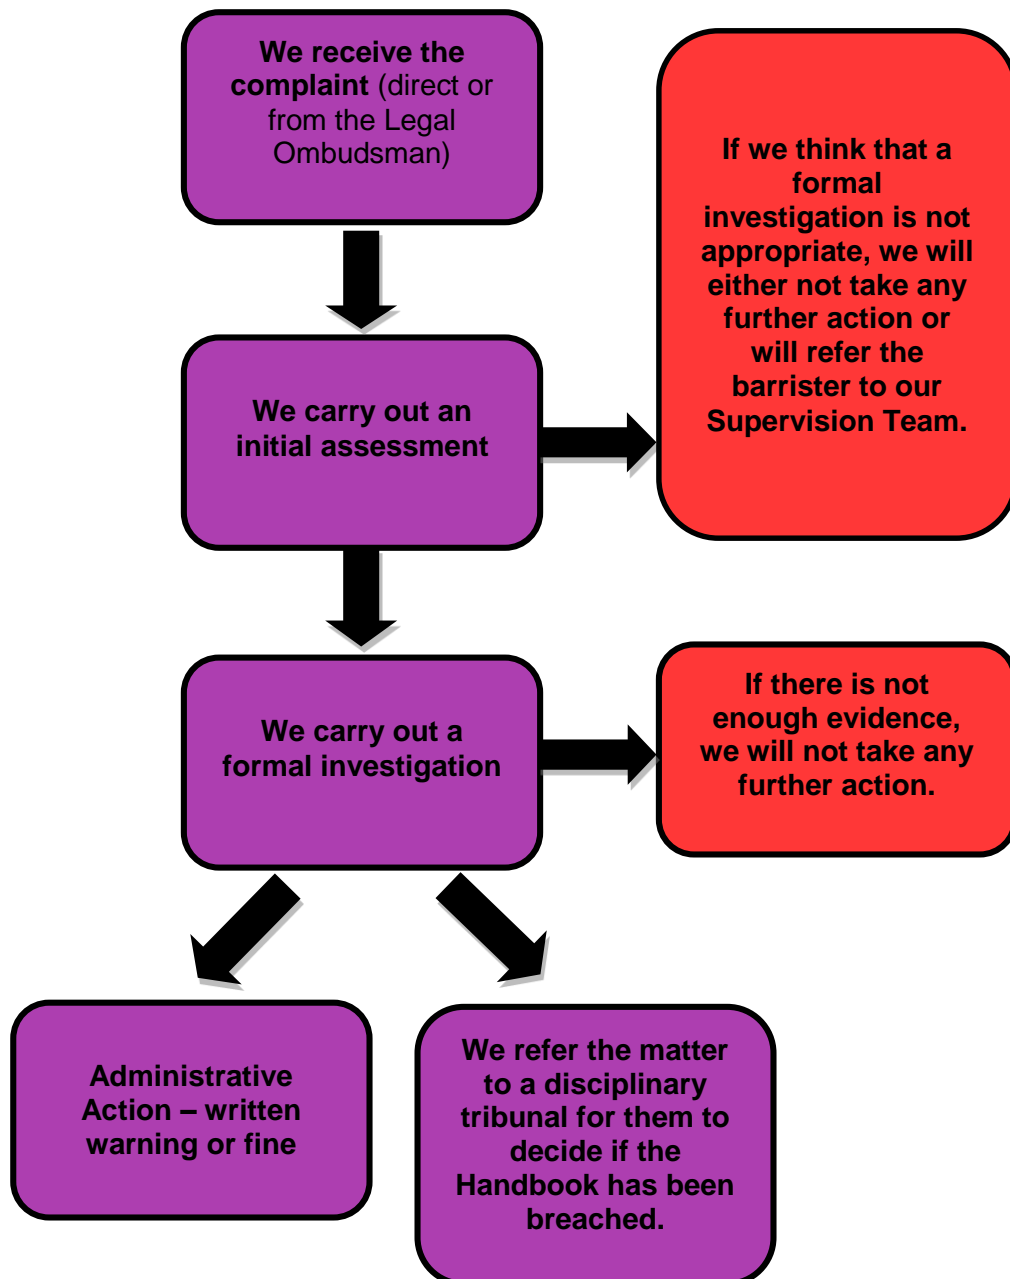 We receive the
complaint (direct or
from the Legal
Ombudsman)
If we think that a
formal
investigation is not
appropriate, we will
either not take any
further action or
will refer the
barrister to our
Supervision Team.
We carry out an
initial assessment
We carry out a
formal investigation
If there is not
enough evidence,
we will not take any
further action.
Administrative
Action – written
warning or fine
We refer the matter
to a disciplinary
tribunal for them to
decide if the
Handbook has been
breached.